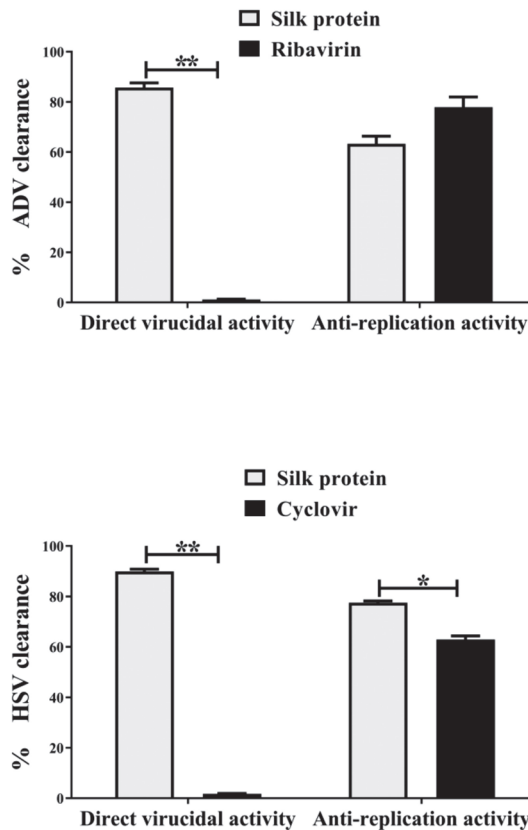 Silk protein
Ribavirin
100
80
60
40
20
0
% ADV clearance
**
Direct virucidal activity
Anti-replication activity
Silk protein
Cyclovir
100
80
60
40
20
0
% HSV clearance
**
*
Direct virucidal activity
Anti-replication activity